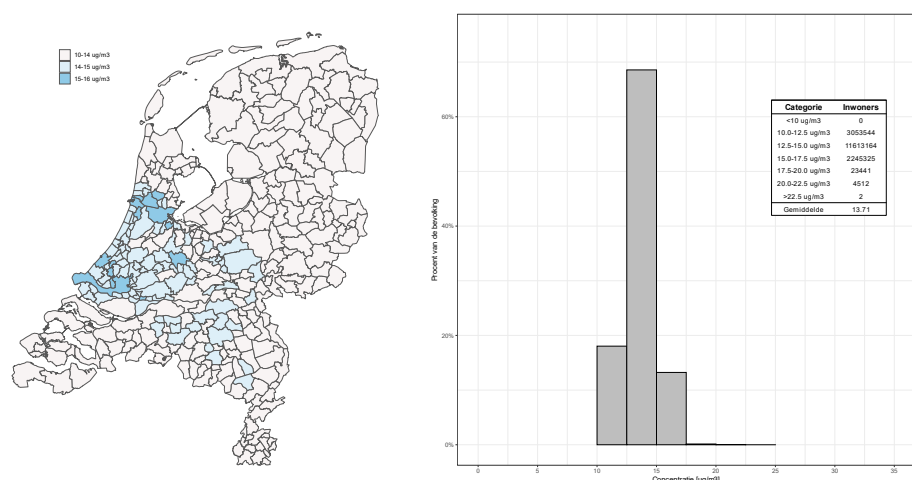 10-14 ug/m3
14-15 ug/m3
15-16 ug/m3
Procent van de bevolking
60%
40%
20%
0%
Categorie Inwoners
<10 ug/m3 0
10.0-12.5 ug/m3 3053544
12.5-15.0 ug/m3 11613164
15.0-17.5 ug/m3 2245325
17.5-20.0 ug/m3 23441
20.0-22.5 ug/m3 4512
>22.5 ug/m3 2
Gemiddelde 13.71
0 5 10 15 20 25 30 35
Concentratie [ug/m3]